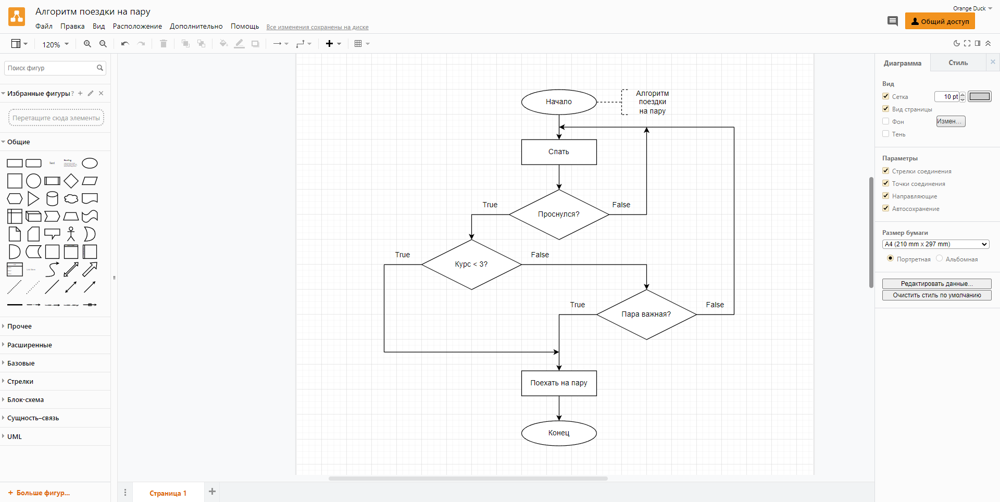 Алгоритм поездки на пару
Orange Duck
Файл Правка Вид Расположение Дополнительно Помощь Все изменения сохранены на диске
Общий доступ
120%
Поиск фигур
Избранные фигуры ?
Перетащите сюда элементы
Общие
Text
Heading
Прочее
Расширенные
Базовые
Стрелки
Блок-схема
Сущность–связь
UML
+ Больше фигур...
Начало
Алгоритм
поездки
на пару
Спать
True
Проснулся?
False
True
Курс < 3?
False
True
Пара важная?
False
Поехать на пару
Конец
Страница 1
Диаграмма Стиль
Вид
Сетка 10 pt
Вид страницы
Фон Измен...
Тень
Параметры
Стрелки соединения
Точки соединения
Направляющие
Автосохранение
Размер бумаги
A4 (210 mm x 297 mm)
Портретная Альбомная
Редактировать данные...
Очистить стиль по умолчанию